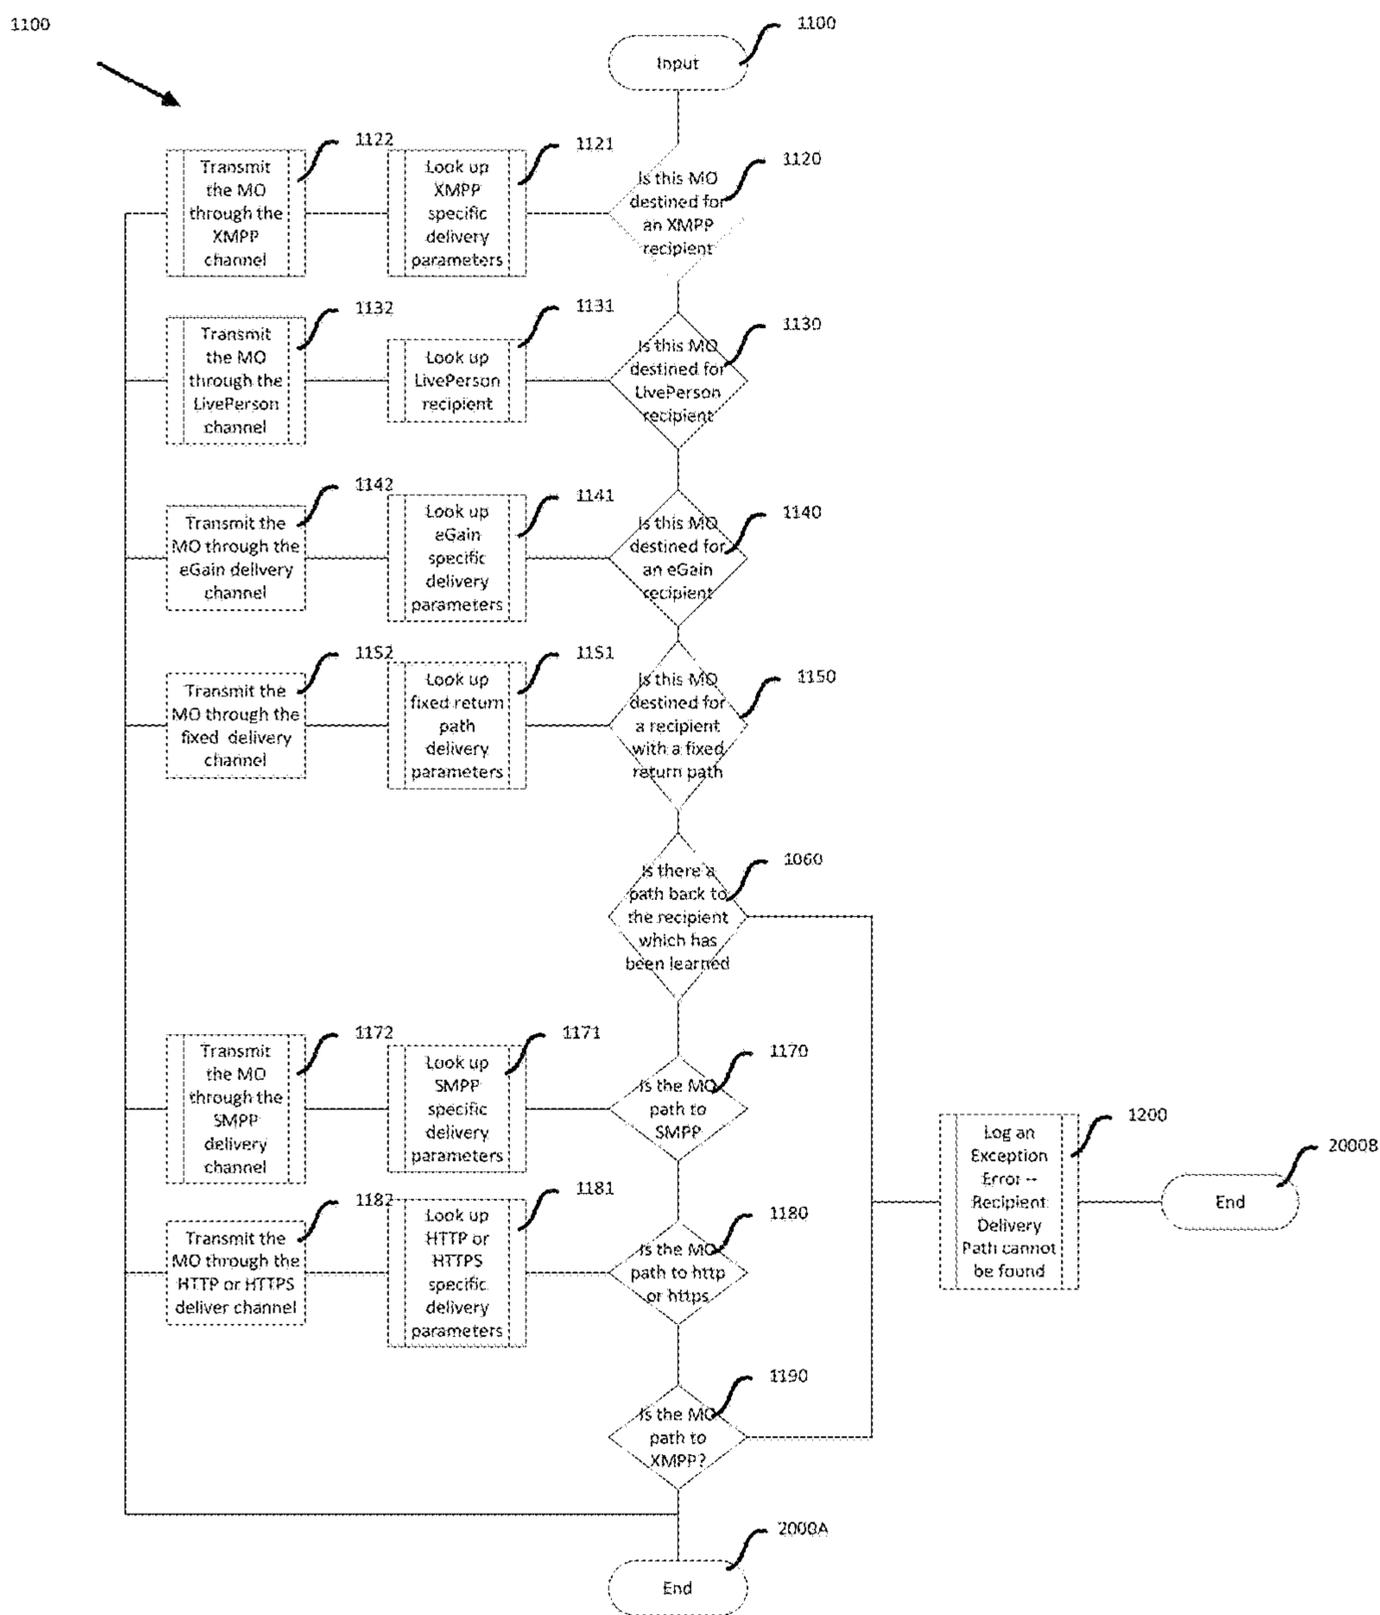 1100
1100
Input
1122
Transmit
the MO
through the
XMPP
channel
1121
Look up
XMPP
specific
delivery
parameters
1120
Is this MO
destined for
an XMPP
recipient
1132
Transmit
the MO
through the
LivePerson
channel
1131
Look up
LivePerson
recipient
1130
Is this MO
destined for
LivePerson
recipient
1142
Transmit the
MO through the
eGain delivery
channel
1141
Look up
eGain
specific
delivery
parameters
1140
Is this MO
destined for
an eGain
recipient
1152
Transmit the
MO through the
fixed delivery
channel
1151
Look up
fixed return
path
delivery
parameters
1150
Is this MO
destined for
a recipient
with a fixed
return path
1060
Is there a
path back to
the recipient
which has
been learned
1172
Transmit
the MO
through the
SMPP
delivery
channel
1171
Look up
SMPP
specific
delivery
parameters
1170
Is the MO
path to
SMPP
1200
Log an
Exception
Error --
Recipient
Delivery
Path cannot
be found
2000B
End
1182
Transmit the
MO through the
HTTP or HTTPS
deliver channel
1181
Look up
HTTP or
HTTPS
specific
delivery
parameters
1180
Is the MO
path to http
or https
1190
Is the MO
path to
XMPP?
2000A
End